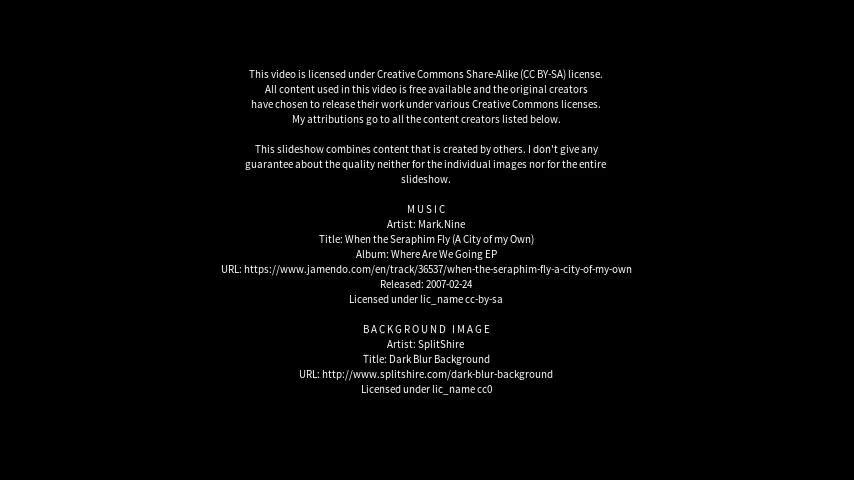 This video is licensed under Creative Commons Share-Alike (CC BY-SA) license.
All content used in this video is free available and the original creators
have chosen to release their work under various Creative Commons licenses.
My attributions go to all the content creators listed below.
This slideshow combines content that is created by others. I don't give any
guarantee about the quality neither for the individual images nor for the entire
slideshow.
MUSIC
Artist: Mark.Nine
Title: When the Seraphim Fly (A City of my Own)
Album: Where Are We Going EP
URL: https://www.jamendo.com/en/track/36537/when-the-seraphim-fly-a-city-of-my-own
Released: 2007-02-24
Licensed under lic_name cc-by-sa
BACKGROUND IMAGE
Artist: SplitShire
Title: Dark Blur Background
URL: http://www.splitshire.com/dark-blur-background
Licensed under lic_name cc0